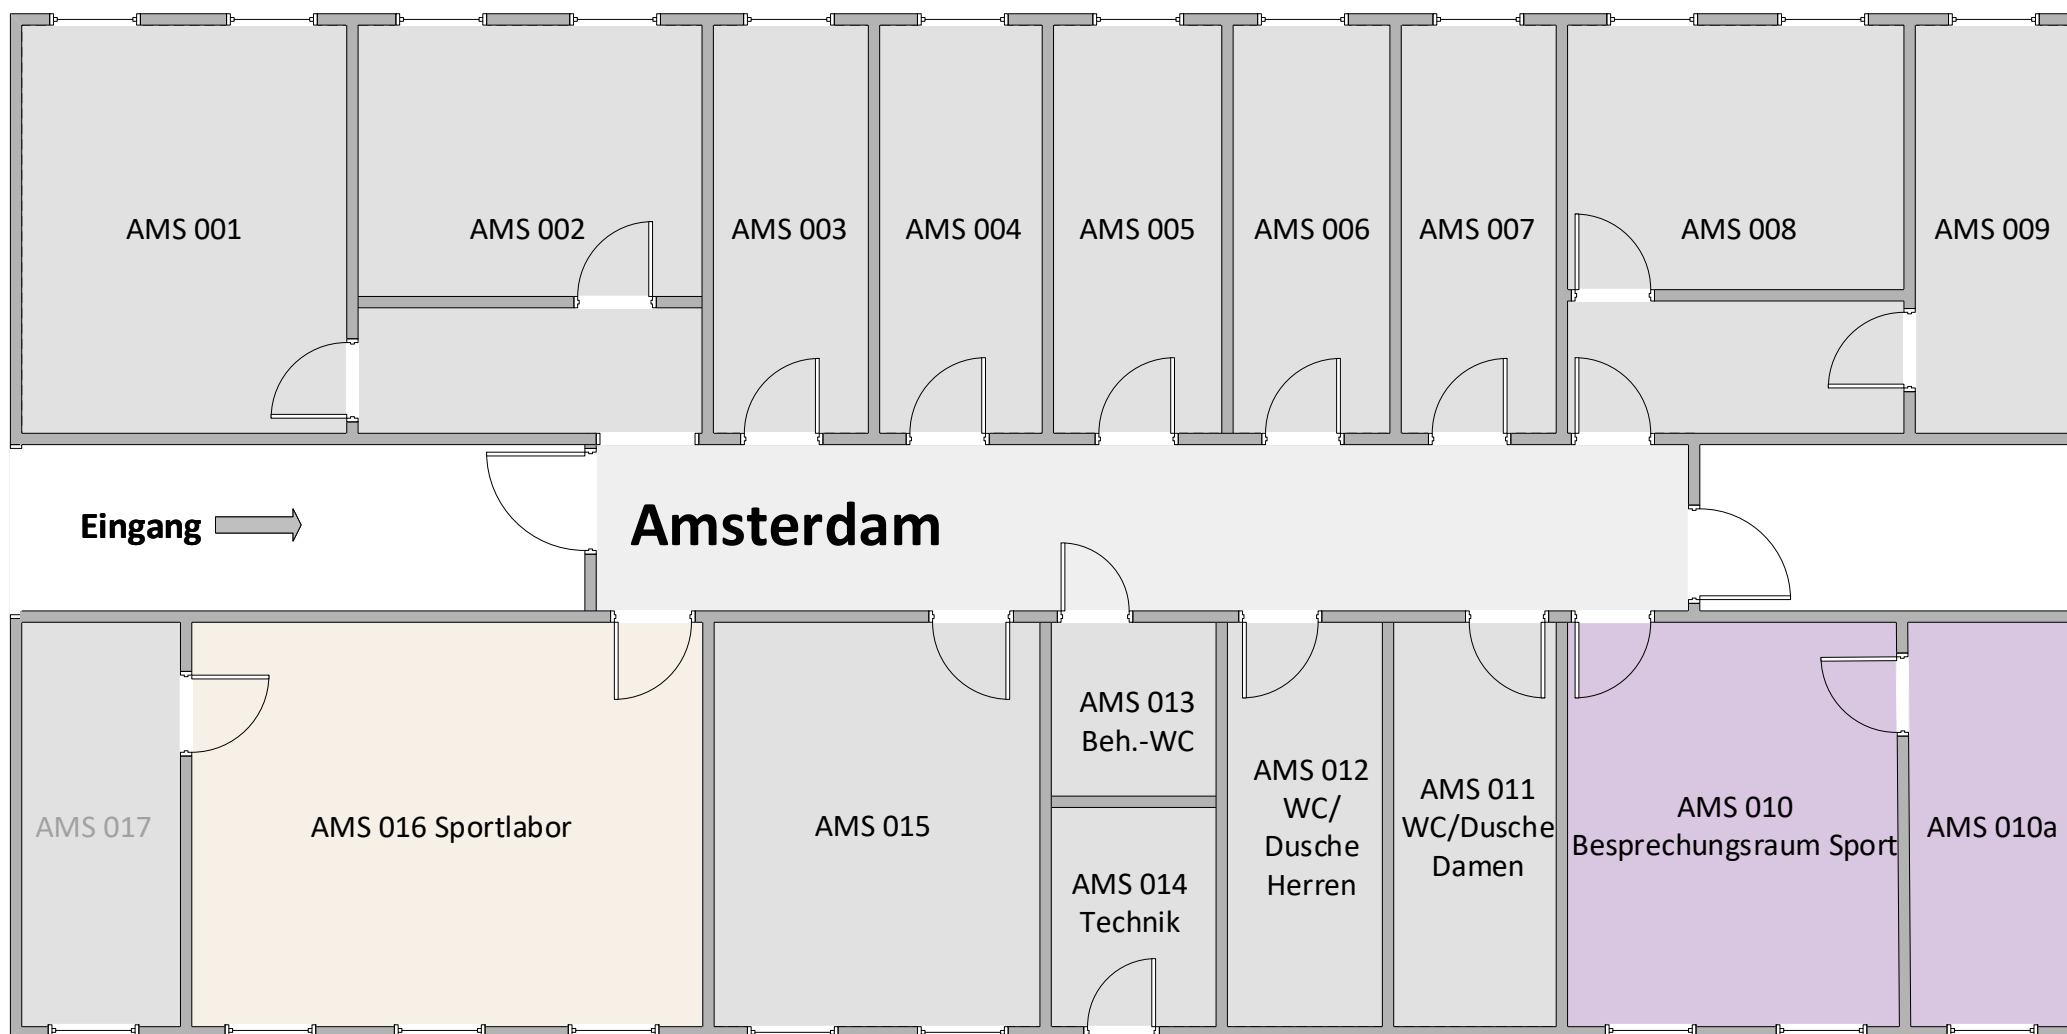 AMS 001
AMS 002
AMS 003
AMS 004
AMS 005
AMS 006
AMS 007
AMS 008
AMS 009
Eingang
Amsterdam
AMS 017
AMS 016 Sportlabor
AMS 015
AMS 013
Beh.-WC
AMS 014
Technik
AMS 012
WC/
Dusche
Herren
AMS 011
WC/Dusche
Damen
AMS 010
Besprechungsraum Sport
AMS 010a